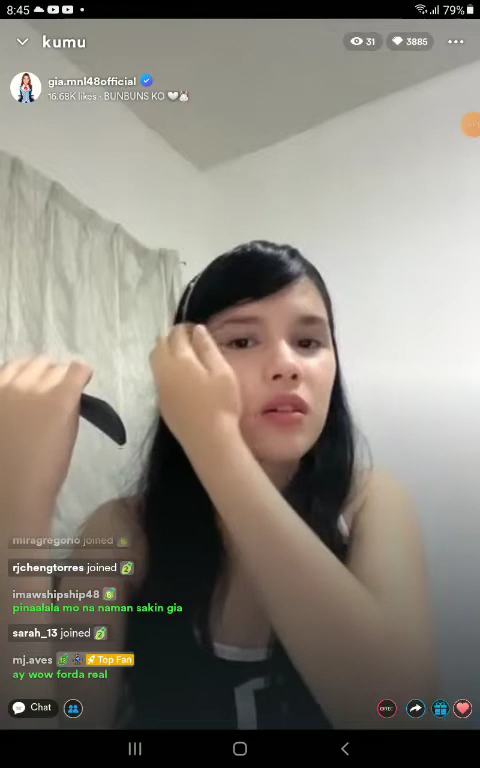 8:45
79%
kumu
31
3885
gia.mnl48official
16.68K likes · BUNBUNS KO 🤍🐰
miragregorio joined
rjchengtorres joined
imawshipship48
pinaalala mo na naman sakin gia
sarah_13 joined
mj.aves Top Fan
ay wow forda real
Chat